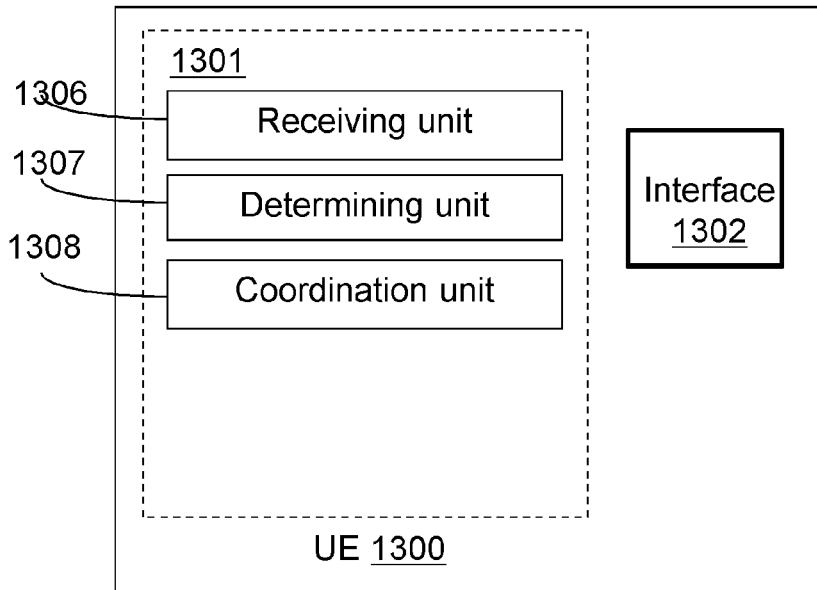 1301
1306
Receiving unit
1307
Determining unit
1308
Coordination unit
Interface
1302
UE 1300